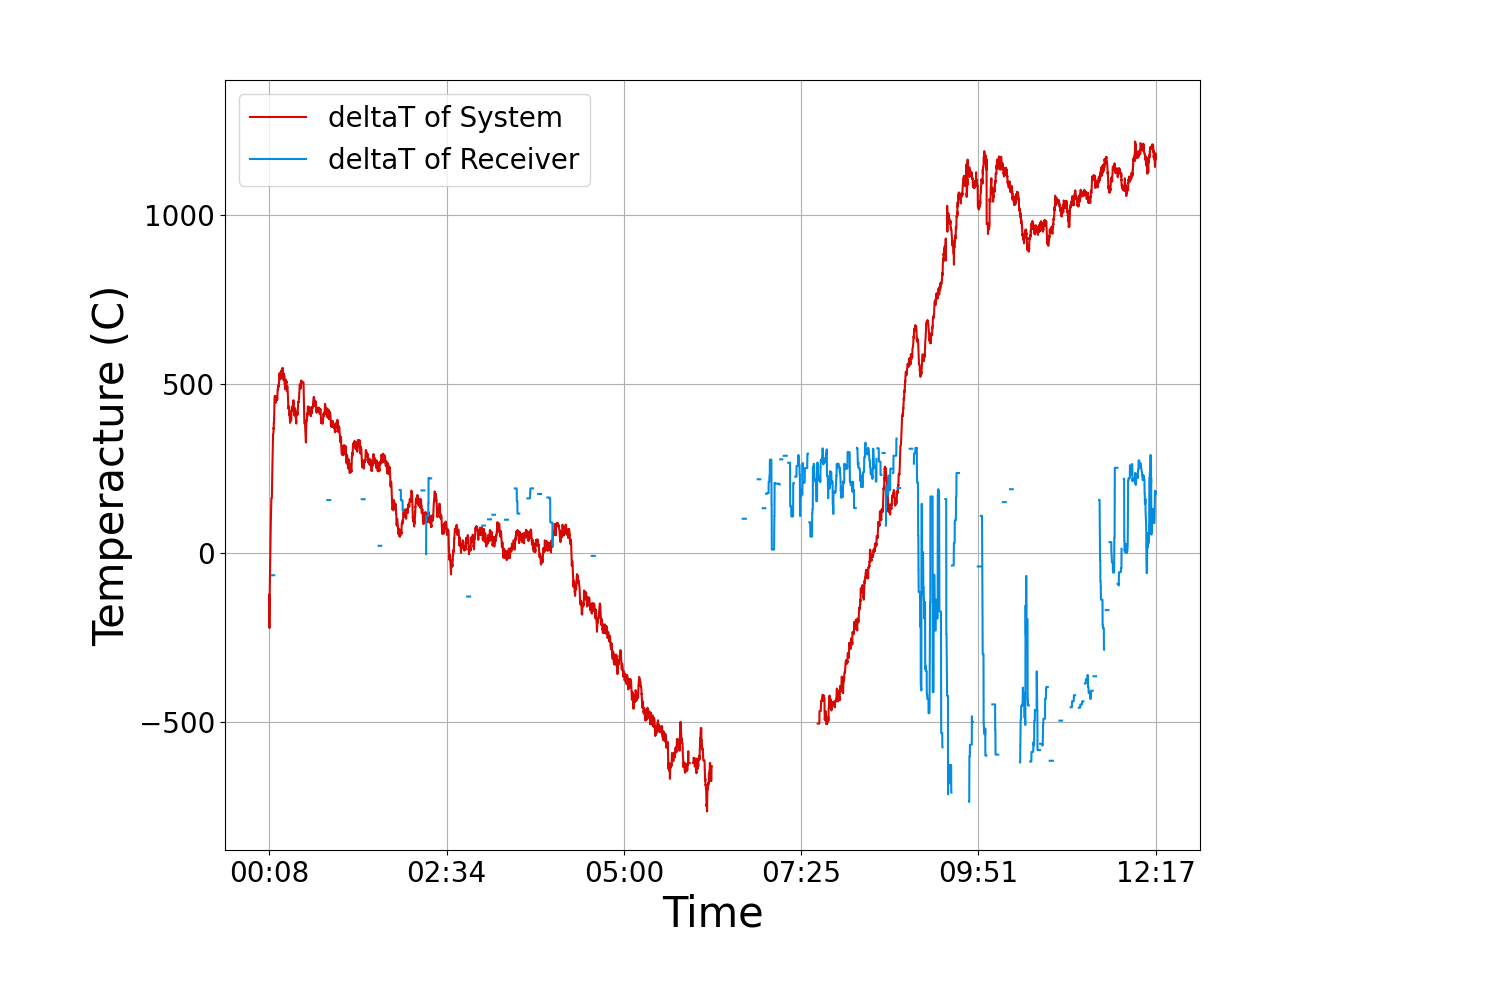 deltaT of System
deltaT of Receiver
1000
500
0
−500
Temperacture (C)
00:08 02:34 05:00 07:25 09:51 12:17
Time